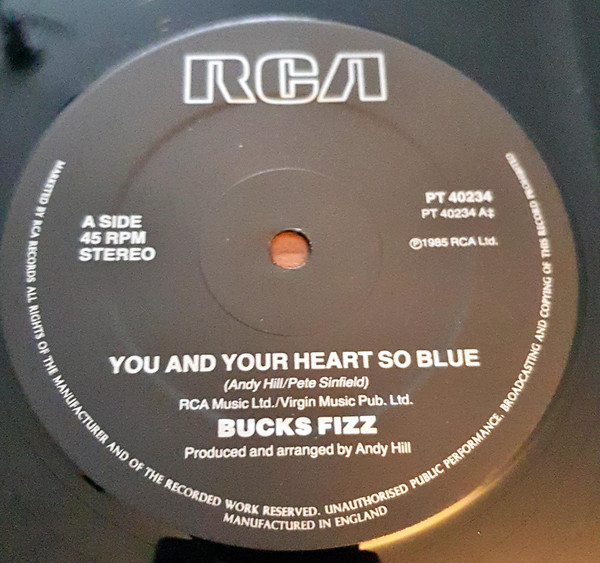 RCA
A SIDE
45 RPM
STEREO
PT 40234
PT 40234 A‡
Ⓟ1985 RCA Ltd.
YOU AND YOUR HEART SO BLUE
(Andy Hill/Pete Sinfield)
RCA Music Ltd./Virgin Music Pub. Ltd.
BUCKS FIZZ
Produced and arranged by Andy Hill
MARKETED BY RCA RECORDS ALL RIGHTS OF THE MANUFACTURER AND OF THE RECORDED WORK RESERVED. UNAUTHORISED PUBLIC PERFORMANCE, BROADCASTING AND COPYING OF THIS RECORD PROHIBITED
MANUFACTURED IN ENGLAND